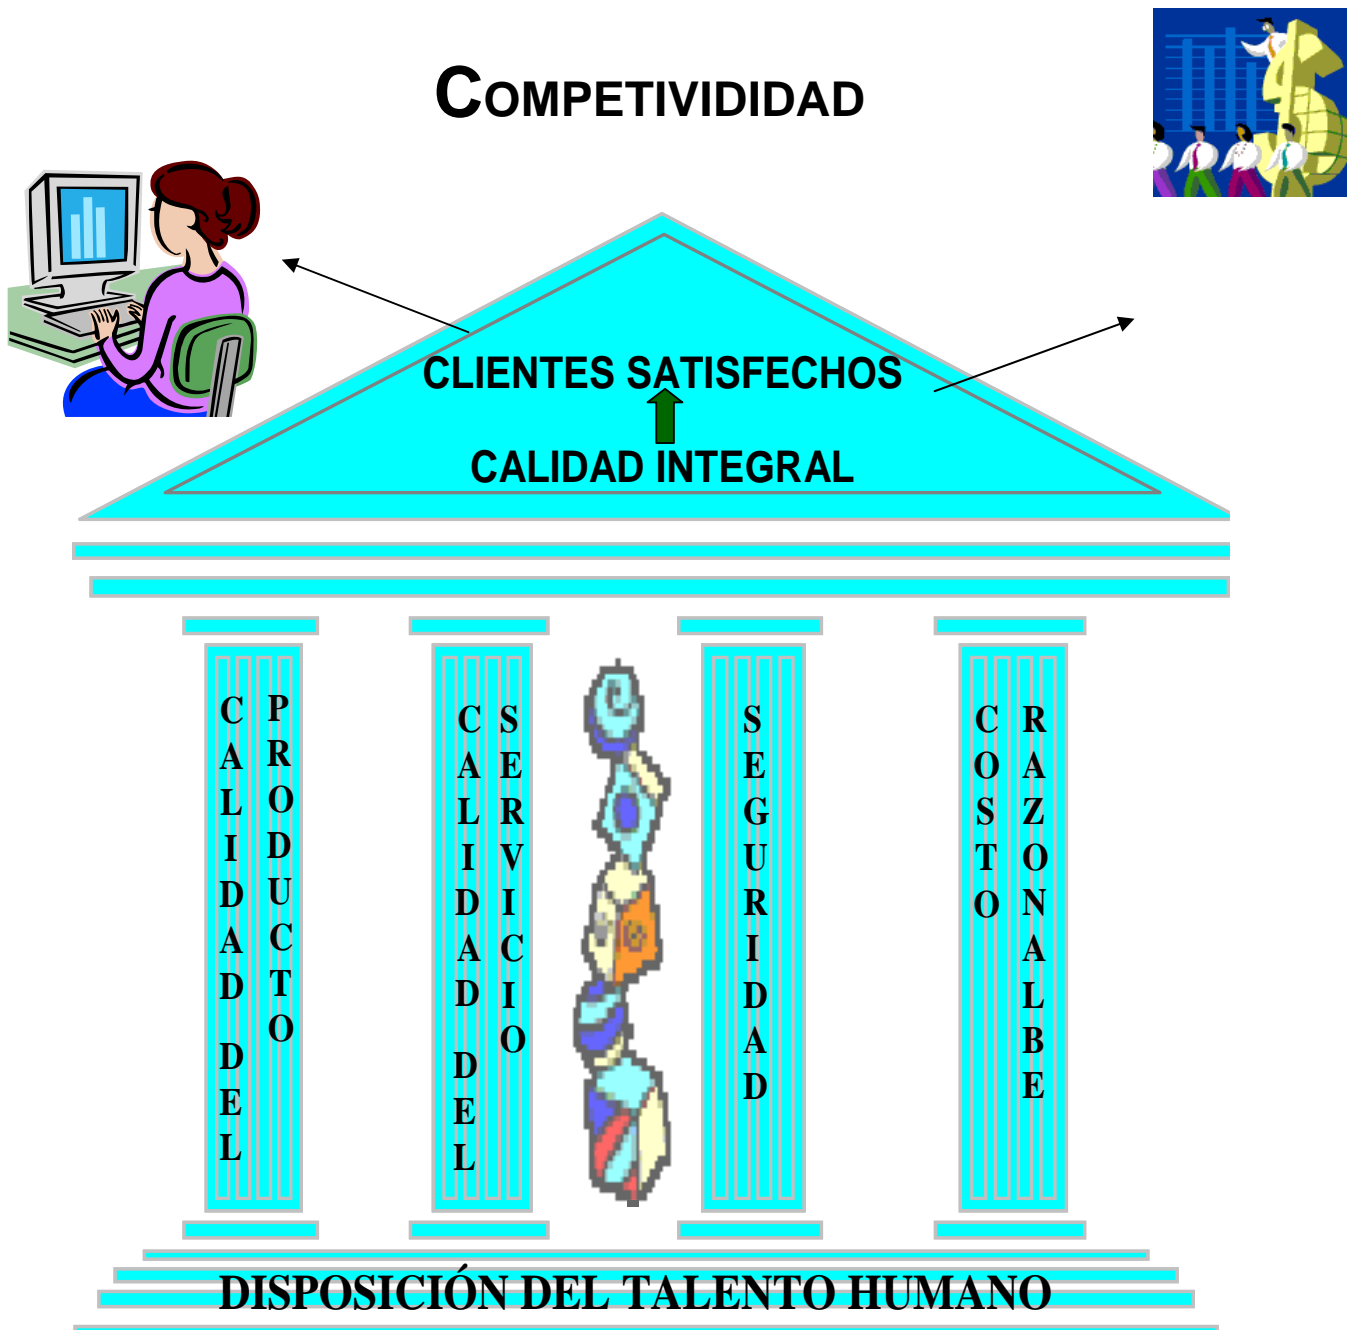 COMPETIVIDIDAD
CLIENTES SATISFECHOS
CALIDAD INTEGRAL
CALIDAD DEL
PRODUCTO
CALIDAD DEL
SERVICIO
SEGURIDAD
COSTO
RAZONALBE
DISPOSICIÓN DEL TALENTO HUMANO